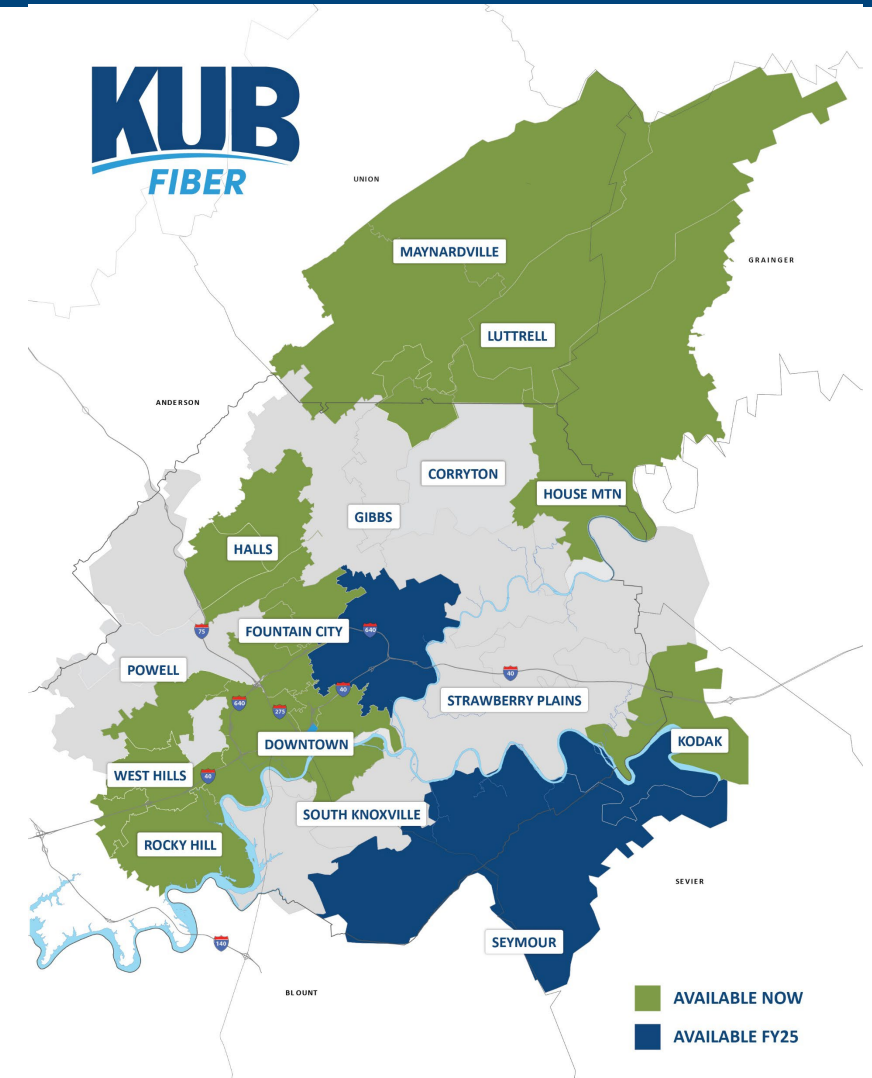 KUB
FIBER
UNION
MAYNARDVILLE
GRAINGER
LUTTRELL
ANDERSON
CORRYTON
HOUSE MTN
GIBBS
HALLS
75
FOUNTAIN CITY
640
POWELL
40
40
STRAWBERRY PLAINS
640
275
DOWNTOWN
KODAK
WEST HILLS
40
SOUTH KNOXVILLE
ROCKY HILL
SEVIER
140
SEYMOUR
BLOUNT
AVAILABLE NOW
AVAILABLE FY25